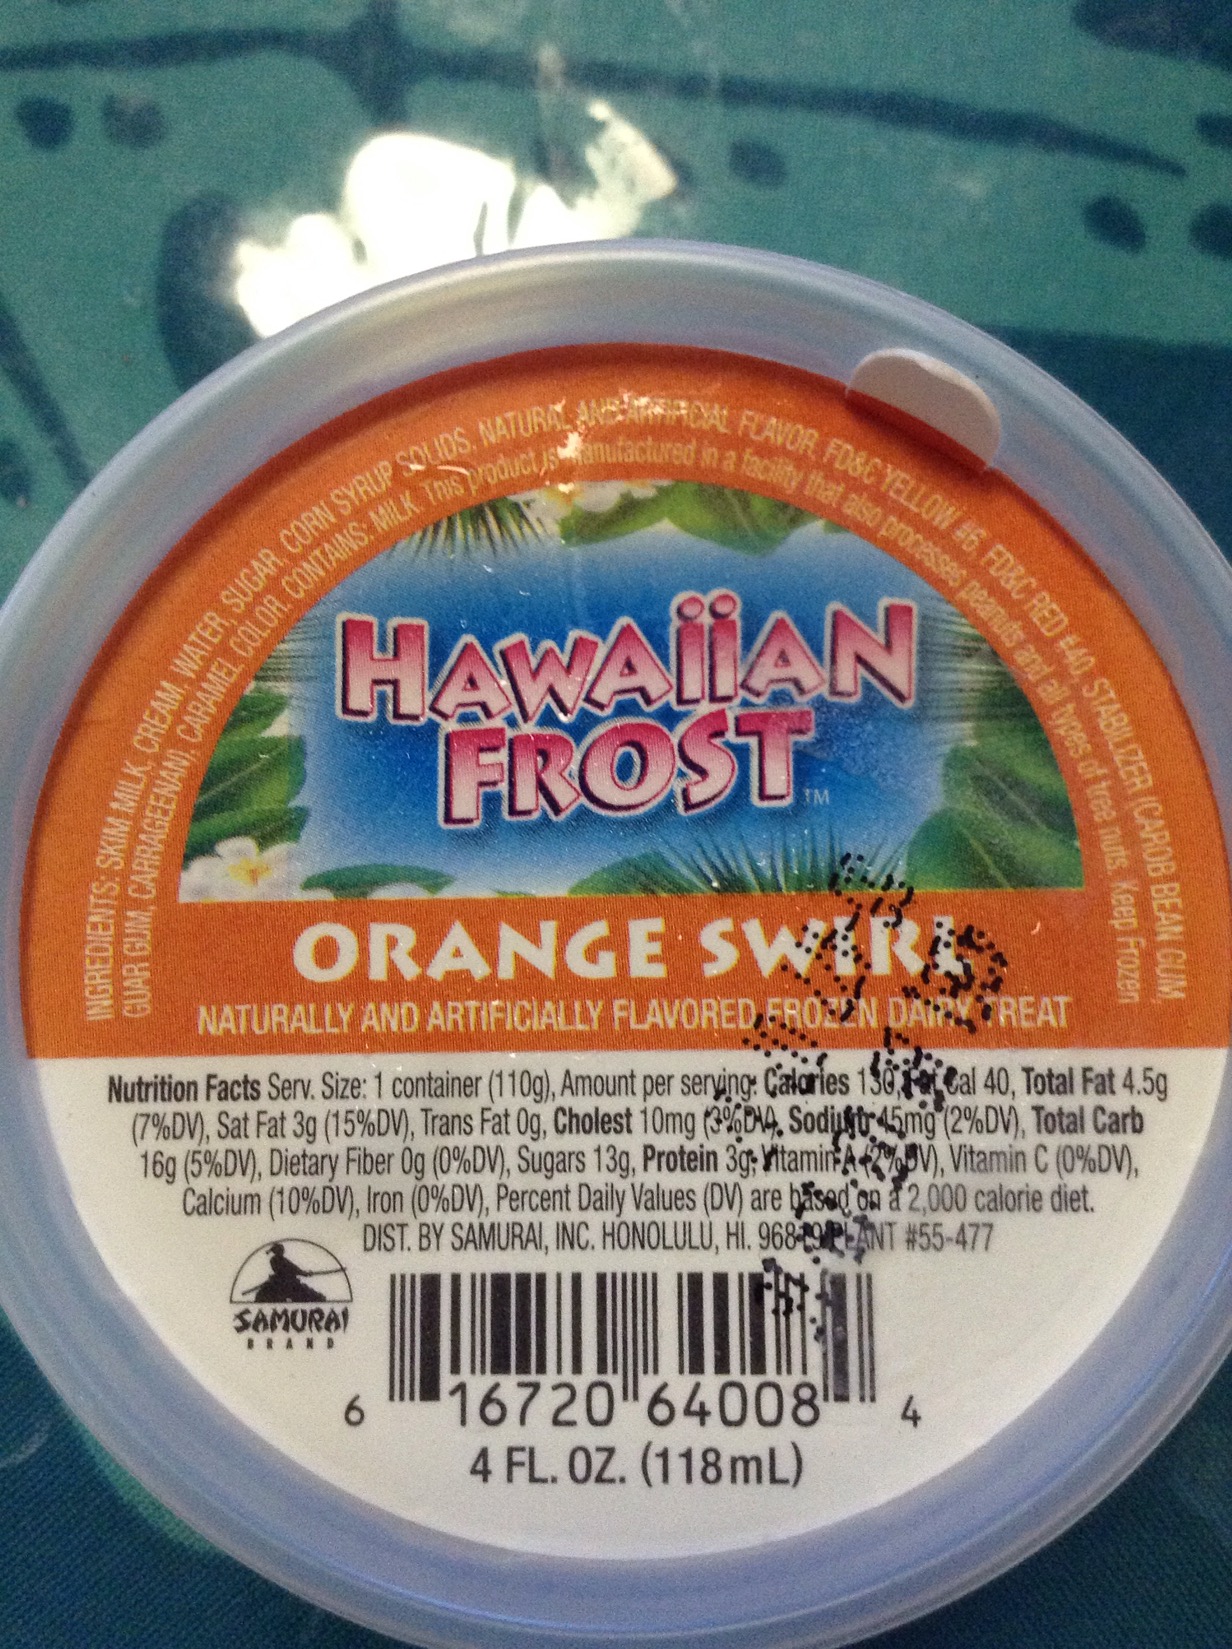 INGREDIENTS: SKIM MILK, CREAM, WATER, SUGAR, CORN SYRUP SOLIDS, NATURAL AND ARTIFICIAL FLAVOR, FD&C YELLOW #6, FD&C RED #40, STABILIZER (CAROB BEAN GUM,
GUAR GUM, CARRAGEENAN), CARAMEL COLOR. CONTAINS: MILK. This product is manufactured in a facility that also processes peanuts and all types of tree nuts. Keep Frozen
HAWAiiAN
FROST™
ORANGE SWIRL
NATURALLY AND ARTIFICIALLY FLAVORED FROZEN DAIRY TREAT
Nutrition Facts Serv. Size: 1 container (110g), Amount per serving: Calories 130, Fat Cal 40, Total Fat 4.5g
(7%DV), Sat Fat 3g (15%DV), Trans Fat 0g, Cholest 10mg (3%DV), Sodium 45mg (2%DV), Total Carb
16g (5%DV), Dietary Fiber 0g (0%DV), Sugars 13g, Protein 3g, Vitamin A (2%DV), Vitamin C (0%DV),
Calcium (10%DV), Iron (0%DV), Percent Daily Values (DV) are based on a 2,000 calorie diet.
DIST. BY SAMURAI, INC. HONOLULU, HI. 96819 PLANT #55-477
SAMURAI
BRAND
6 16720 64008 4
4 FL. OZ. (118mL)